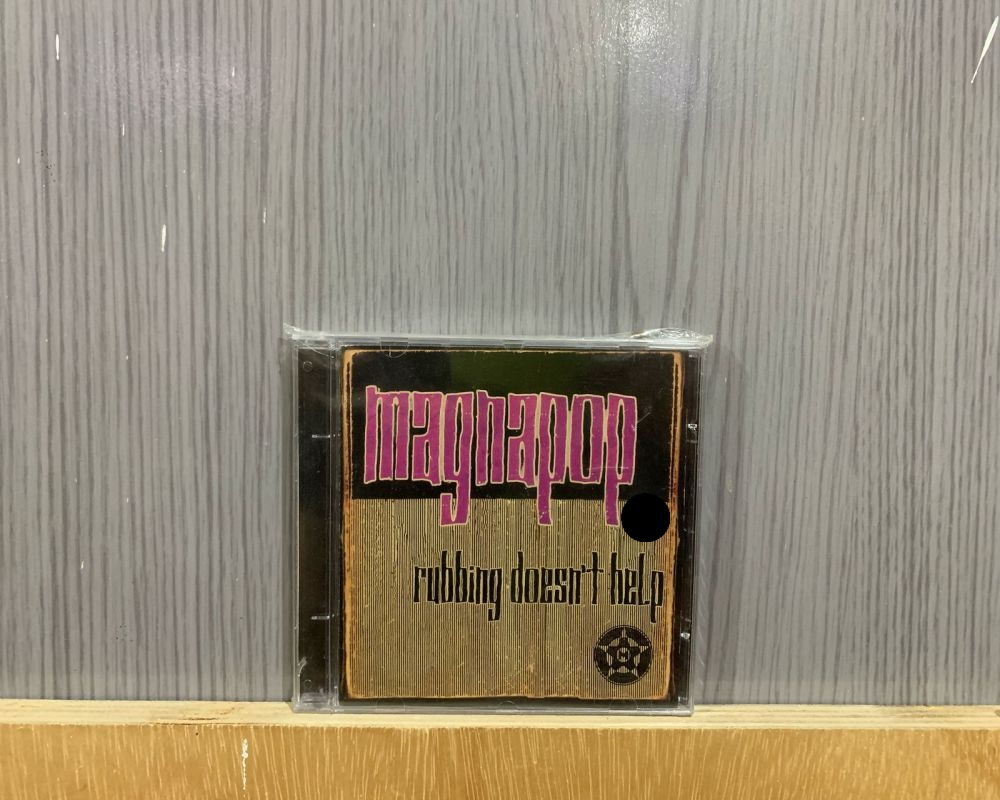 magnapop
rubbing doesn't help
M